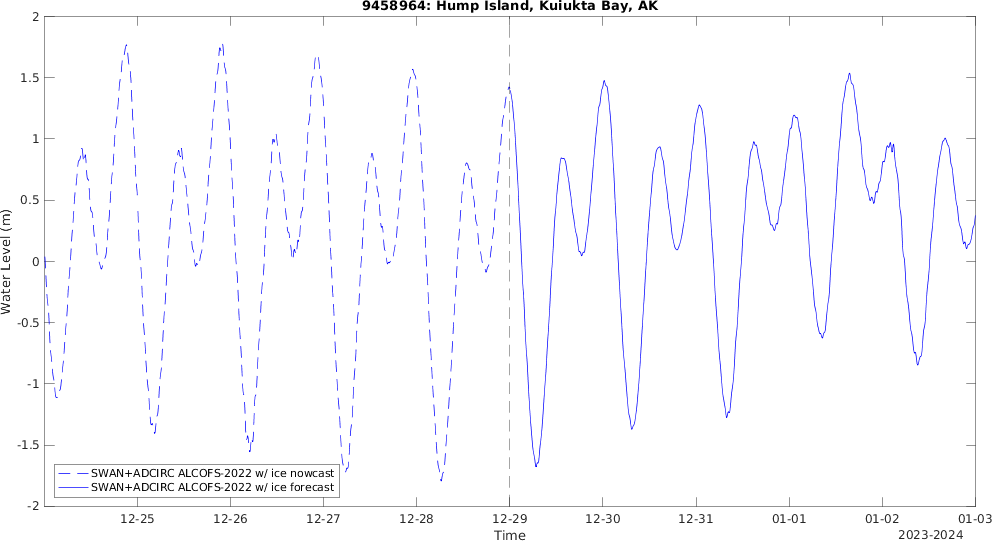 9458964: Hump Island, Kuiukta Bay, AK
Water Level (m)
2
1.5
1
0.5
0
-0.5
-1
-1.5
-2
SWAN+ADCIRC ALCOFS-2022 w/ ice nowcast
SWAN+ADCIRC ALCOFS-2022 w/ ice forecast
12-25 12-26 12-27 12-28 12-29 12-30 12-31 01-01 01-02 01-03
Time
2023-2024